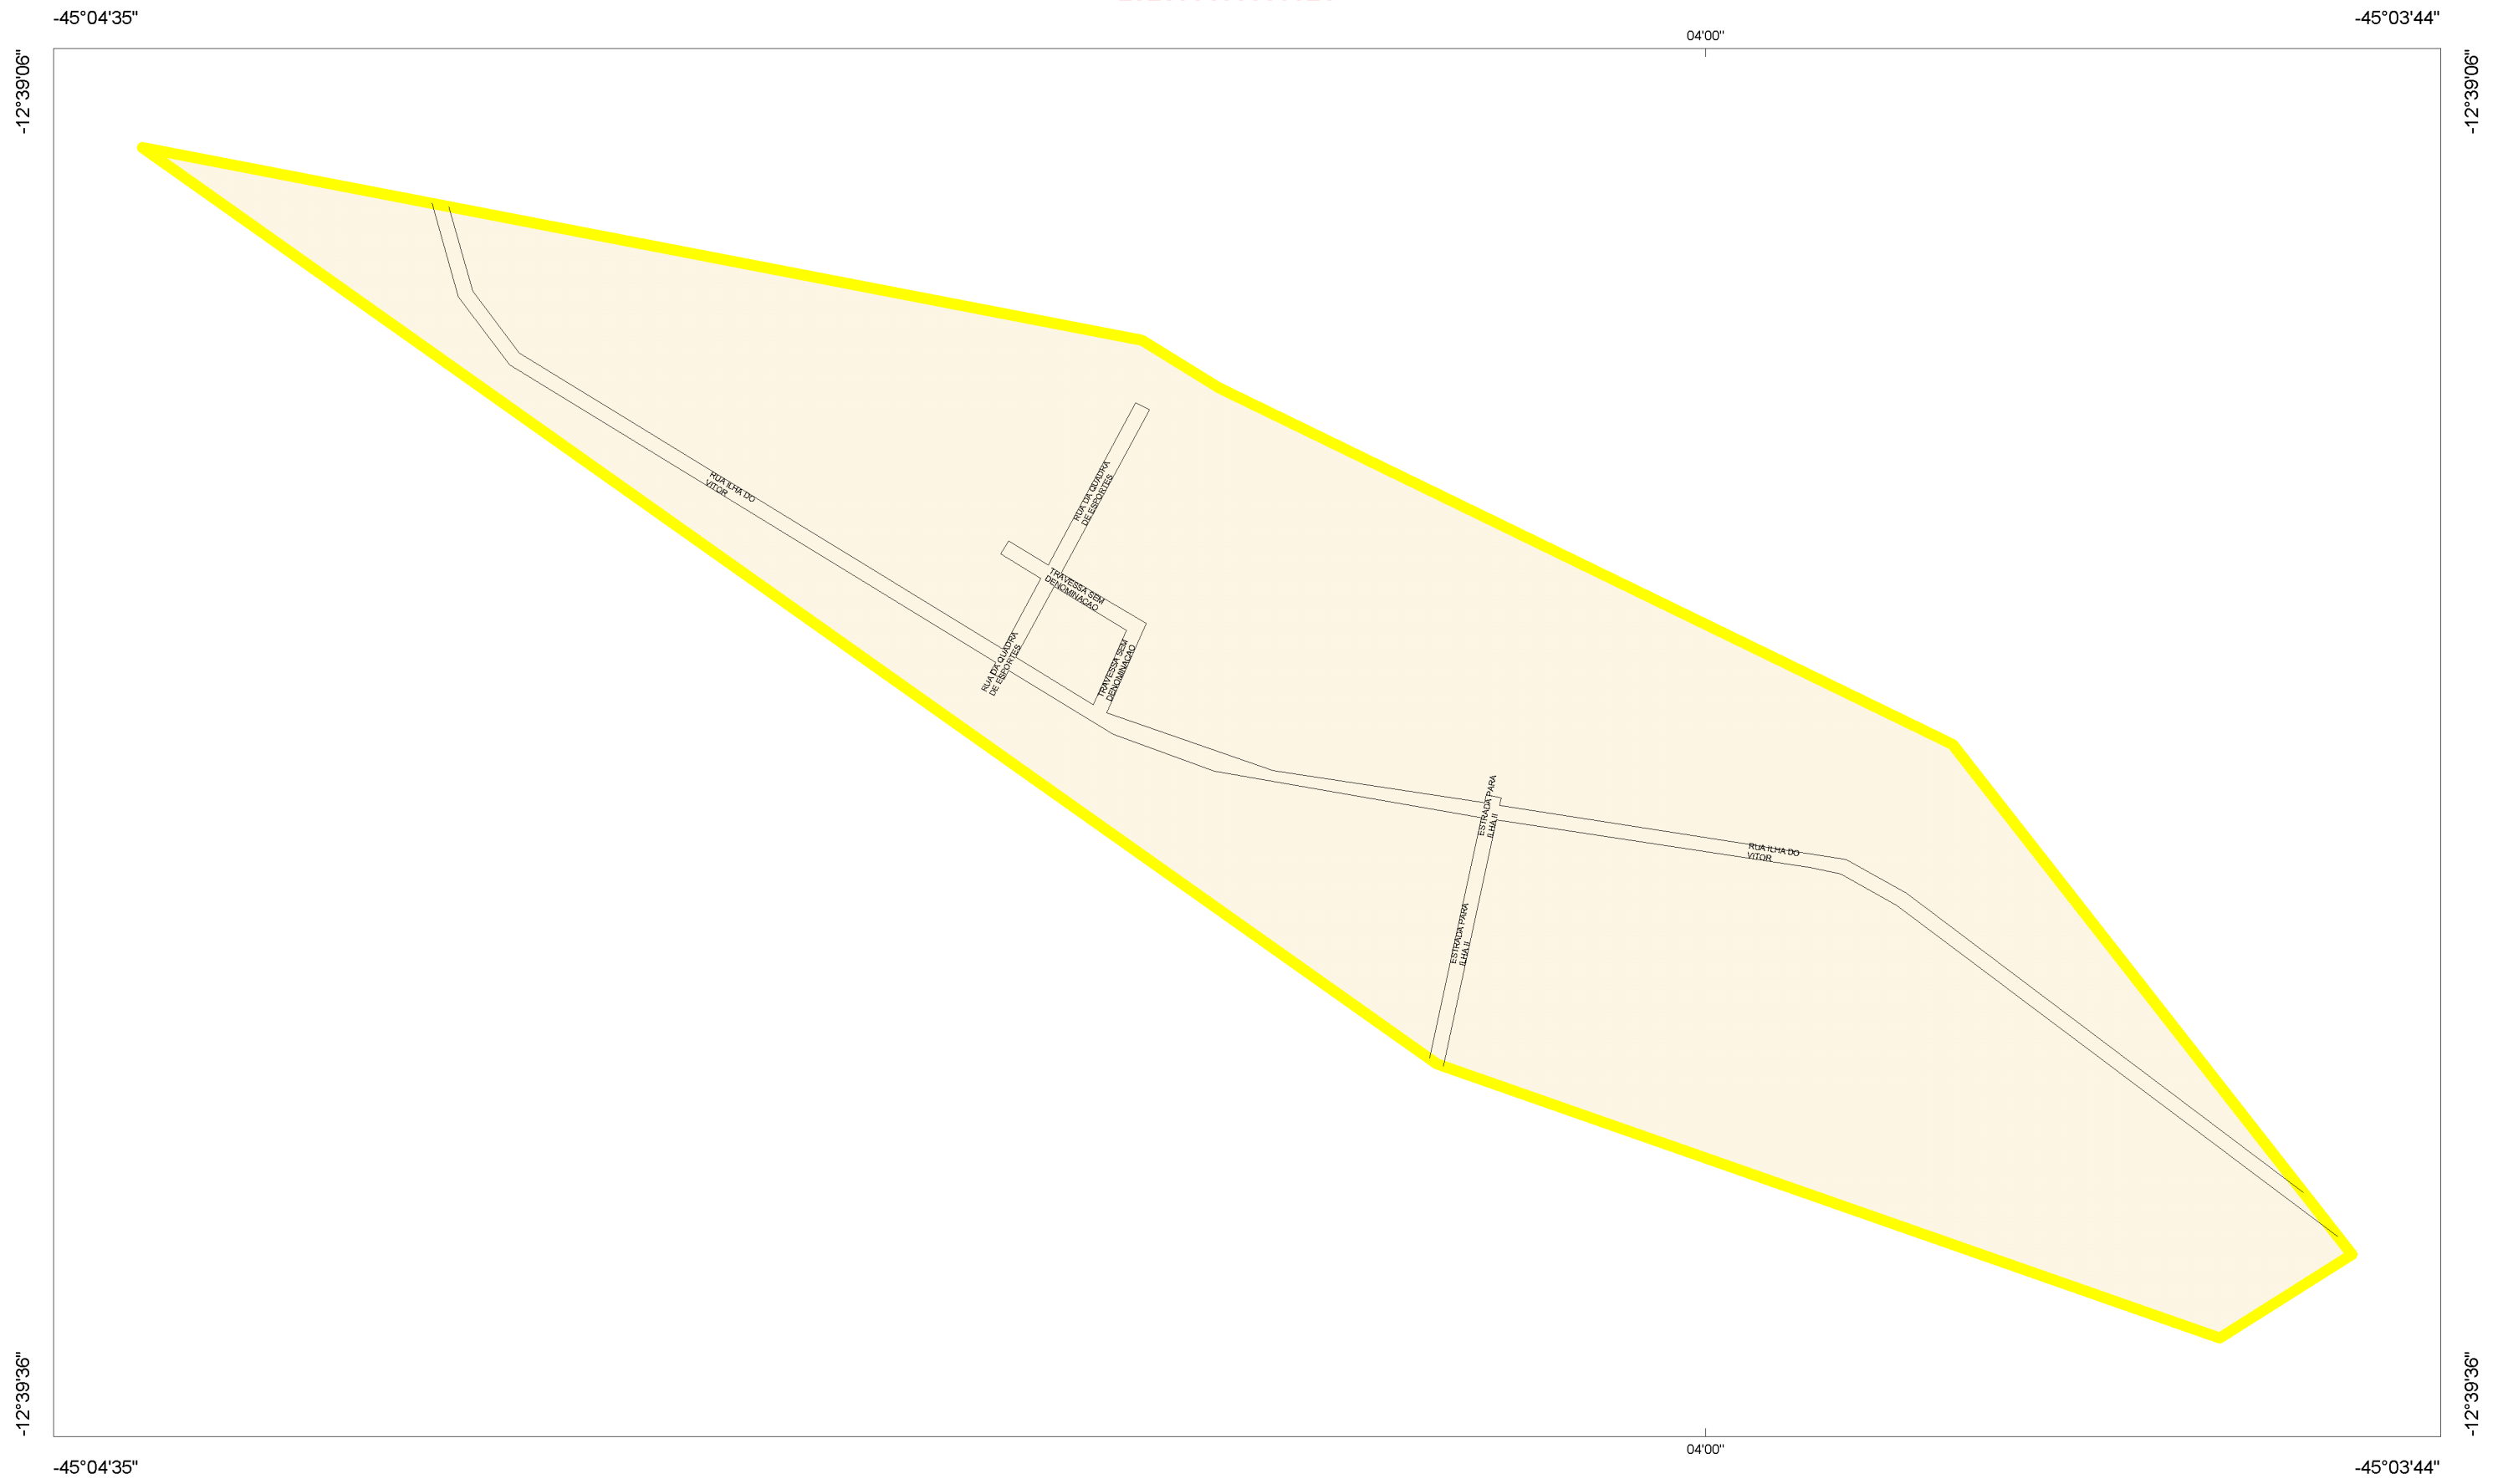 -45°04'35"
-45°03'44"
04'00"
-12°39'06"
-12°39'06"
RUA ILHA DO
VITOR
RUA DA QUADRA
DE ESPORTES
TRAVESSA SEM
DENOMINACAO
RUA DA QUADRA
DE ESPORTES
TRAVESSA SEM
DENOMINACAO
ESTRADA PARA
ILHA II
RUA ILHA DO
VITOR
ESTRADA PARA
ILHA II
-12°39'36"
-12°39'36"
04'00"
-45°04'35"
-45°03'44"